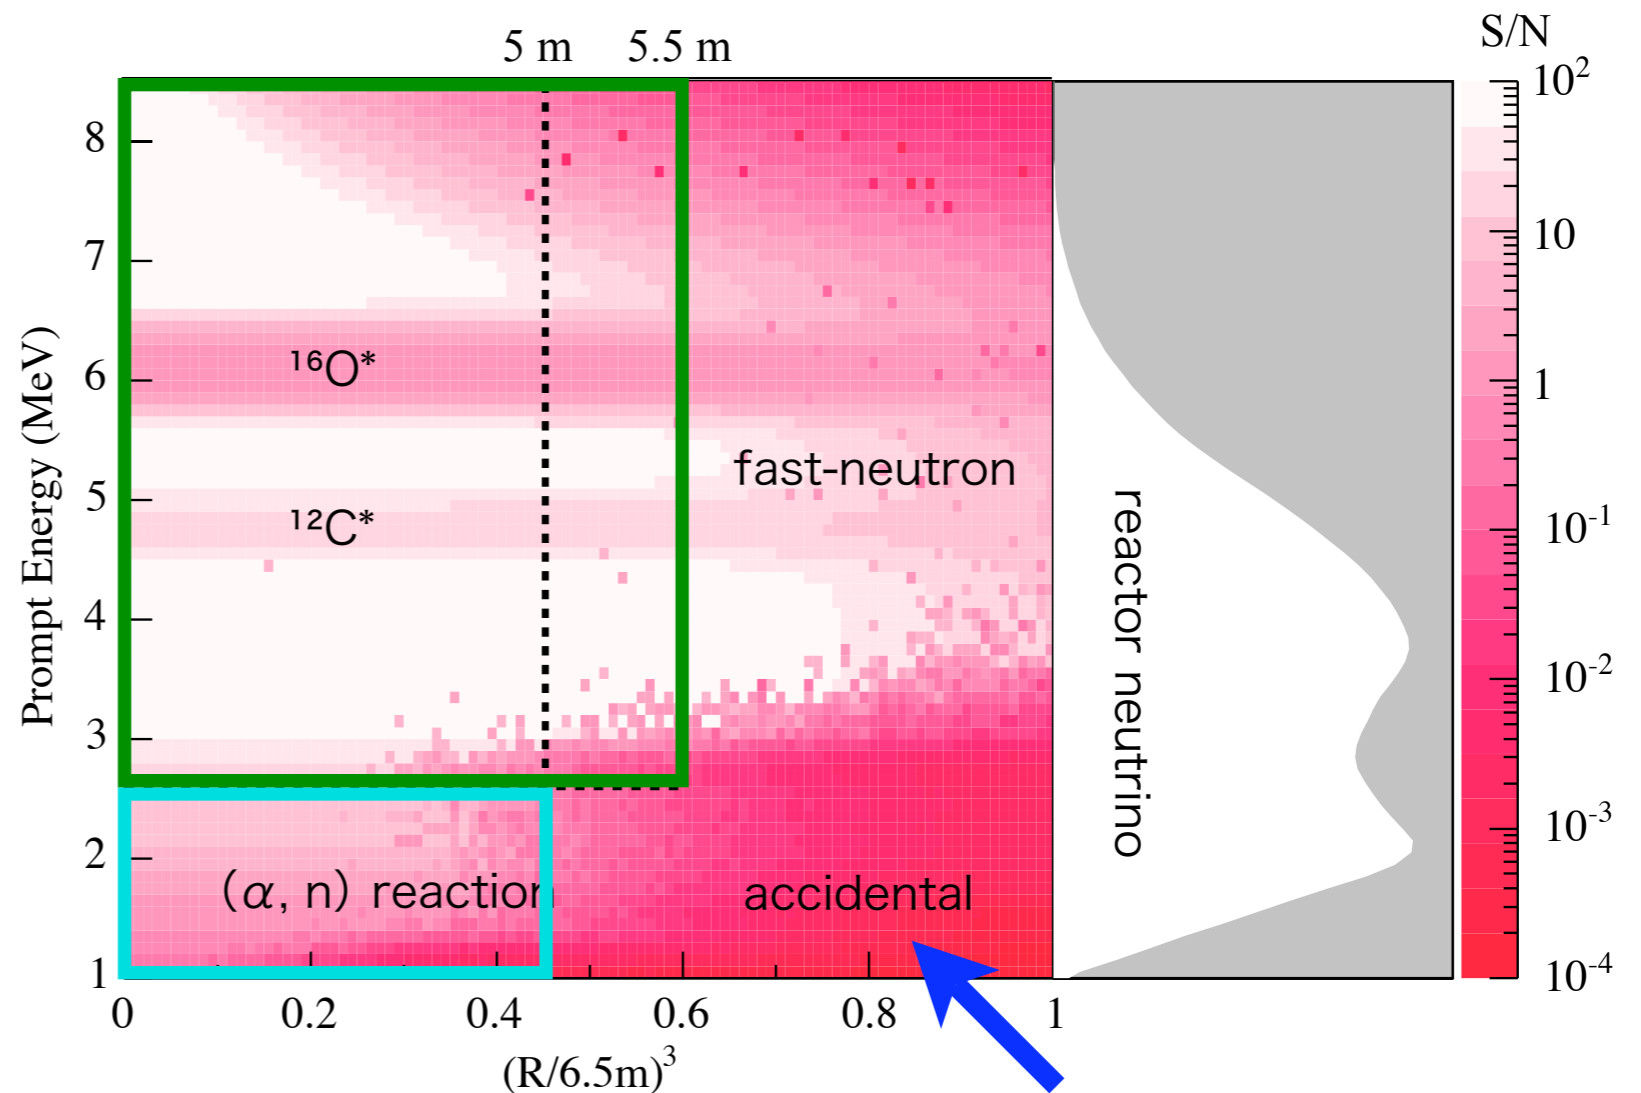 5 m 5.5 m
S/N
Prompt Energy (MeV)
8
7
6
5
4
3
2
1
¹⁶O*
¹²C*
fast-neutron
(α, n) reaction
accidental
reactor neutrino
10²
10
1
10⁻¹
10⁻²
10⁻³
10⁻⁴
0 0.2 0.4 0.6 0.8 1
(R/6.5m)³